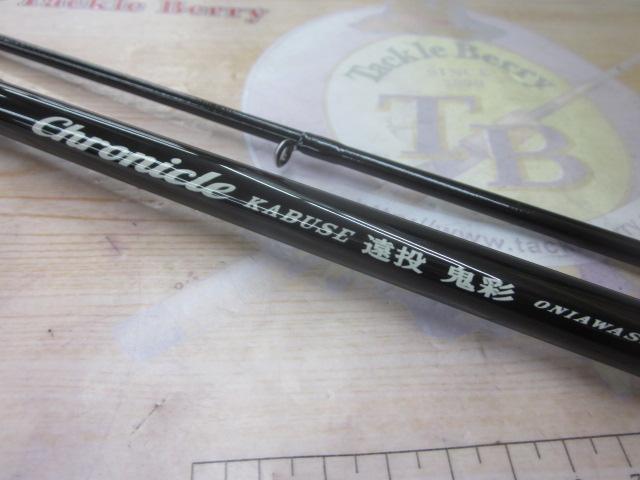 Tackle Berry
Tackle Berry
SINCE
TB
Chronicle KABUSE 遠投 鬼彩 ONIAWAS